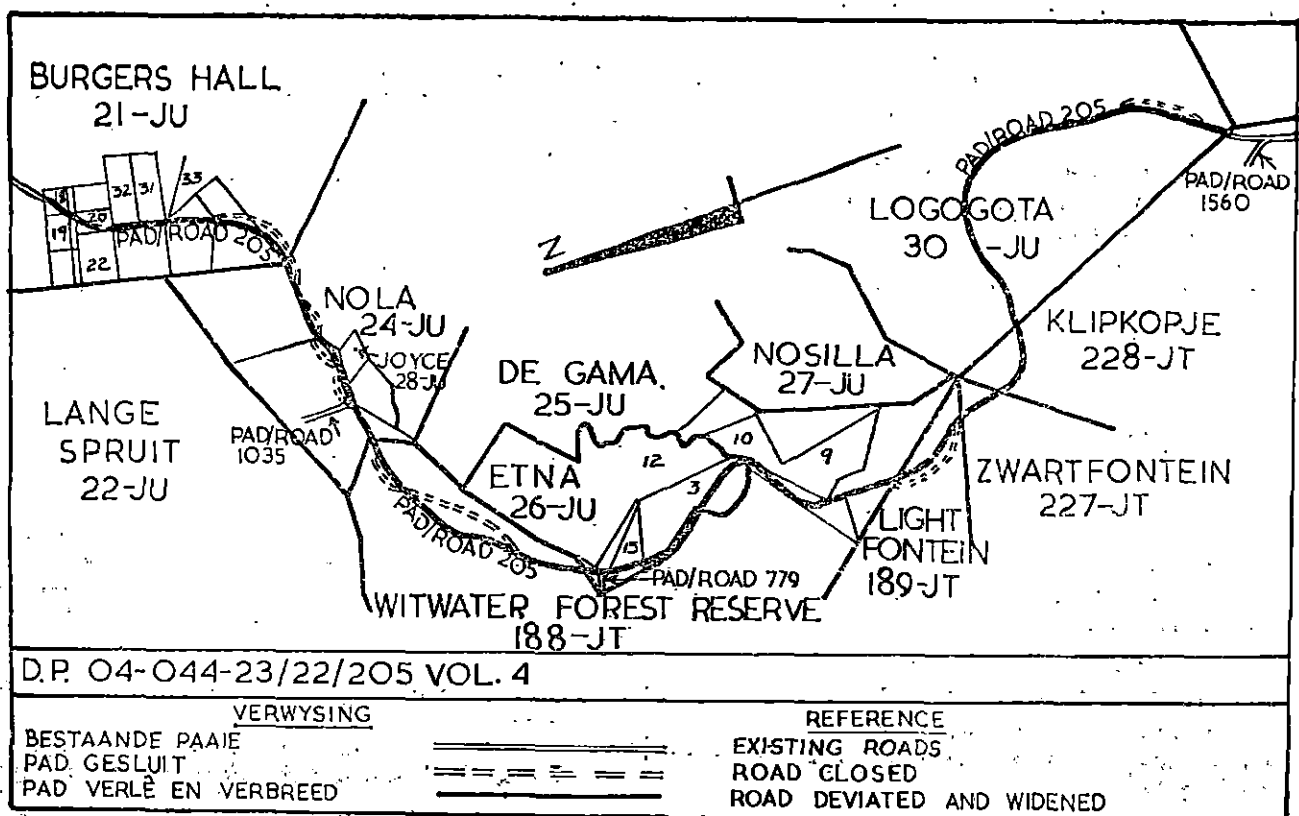 BURGERS HALL
21-JU
18
19
20
22
32
31
33
PAD/ROAD 205
NOLA
24-JU
JOYCE
28-JU
LANGE
SPRUIT
22-JU
PAD/ROAD
1035
PAD/ROAD 205
N
DE GAMA.
25-JU
ETNA
26-JU
12
3
15
10
9
NOSILLA
27-JU
PAD/ROAD 205
LOGOGOTA
30 -JU
PAD/ROAD
1560
KLIPKOPJE
228-JT
ZWARTFONTEIN
227-JT
LIGHT
FONTEIN
189-JT
PAD/ROAD 779
WITWATER FOREST RESERVE
188-JT
D.P. 04-044-23/22/205 VOL. 4
VERWYSING
REFERENCE
BESTAANDE PAAIE
EXISTING ROADS
PAD GESLUIT
ROAD CLOSED
PAD VERLÊ EN VERBREED
ROAD DEVIATED AND WIDENED